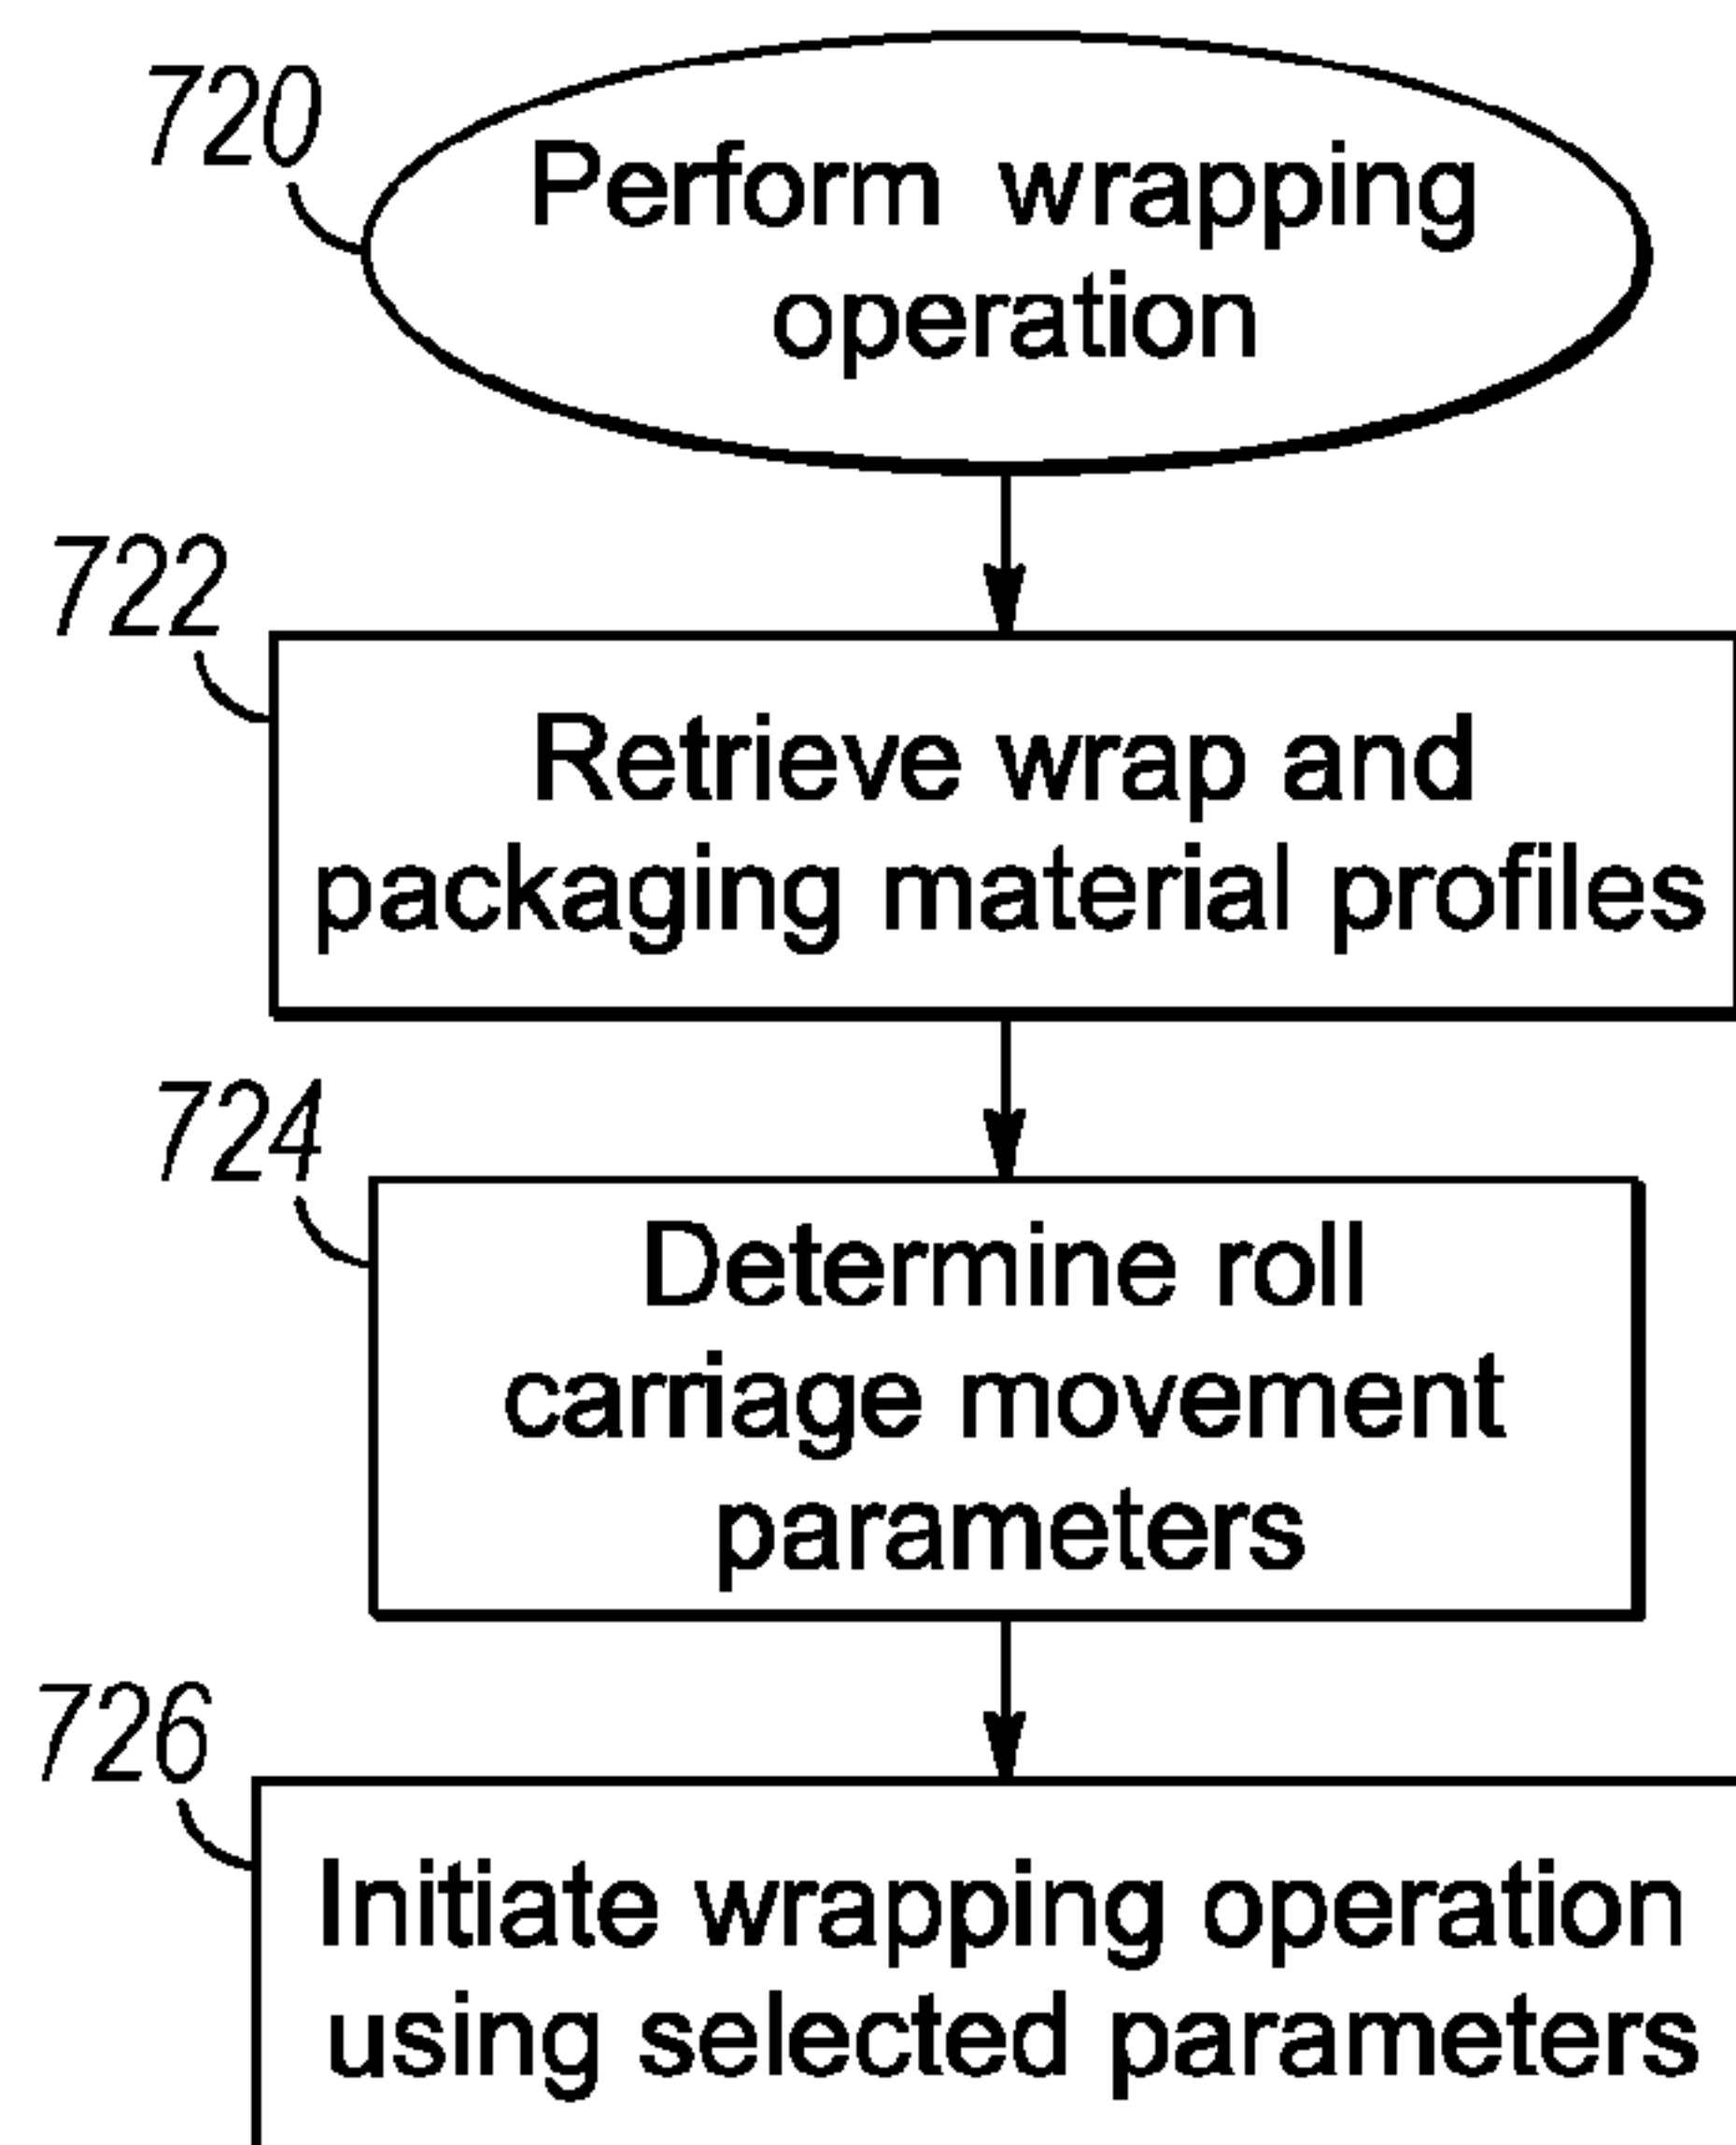 720
Perform wrapping
operation
722
Retrieve wrap and
packaging material profiles
724
Determine roll
carriage movement
parameters
726
Initiate wrapping operation
using selected parameters